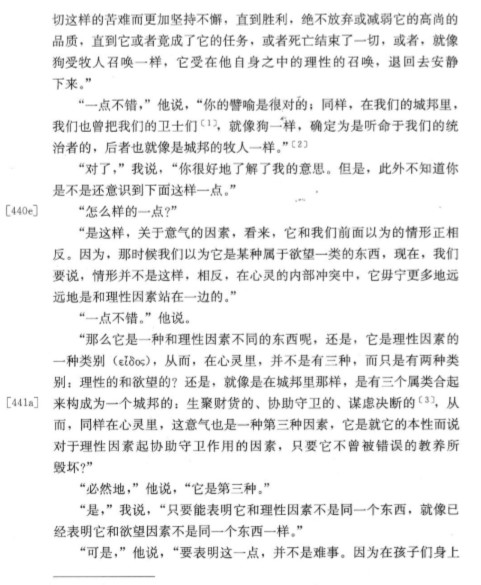 切这样的苦难而更加坚持不懈，直到胜利，绝不放弃或减弱它的高尚的
品质，直到它或者竟成了它的任务，或者死亡结束了一切，或者，就像
狗受牧人召唤一样，它受在他自身之中的理性的召唤，退回去安静
下来。”
“一点不错，”他说，“你的譬喻是很对的；同样，在我们的城邦里，
我们也曾把我们的卫士们〔1〕，就像狗一样，确定为是听命于我们的统
治者的，后者也就像是城邦的牧人一样。”〔2〕
“对了，”我说，“你很好地了解了我的意思。但是，此外不知道你
是不是还意识到下面这样一点。”
[440e] “怎么样的一点？”
“是这样，关于意气的因素，看来，它和我们前面以为的情形正相
反。因为，那时候我们以为它是某种属于欲望一类的东西，现在，我们
要说，情形并不是这样，相反，在心灵的内部冲突中，它毋宁更多地远
远地是和理性因素站在一边的。”
“一点不错。”他说。
“那么它是一种和理性因素不同的东西呢，还是，它是理性因素的
一种类别（εἶδος），从而，在心灵里，并不是有三种，而只是有两种类
别：理性的和欲望的？还是，就像是在城邦里那样，是有三个属类合起
[441a] 来构成为一个城邦的：生聚财货的、协助守卫的、谋虑决断的〔3〕，从
而，同样在心灵里，这意气也是一种第三种因素，它是就它的本性而说
对于理性因素起协助守卫作用的因素，只要它不曾被错误的教养所
毁坏？”
“必然地，”他说，“它是第三种。”
“是，”我说，“只要能表明它和理性因素不是同一个东西，就像已
经表明它和欲望因素不是同一个东西一样。”
“可是，”他说，“要表明这一点，并不是难事。因为在孩子们身上